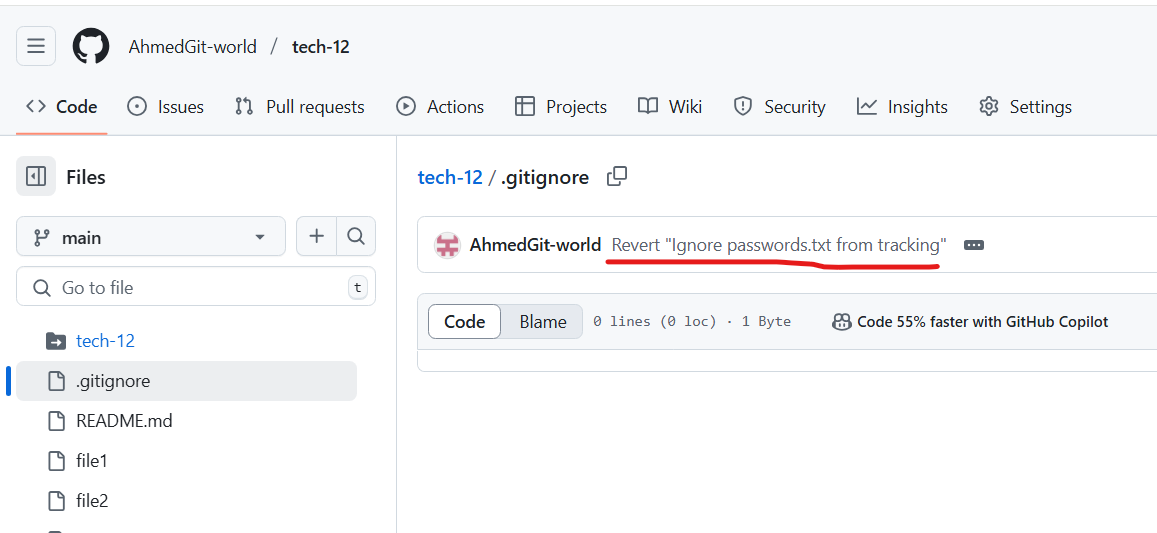 AhmedGit-world / tech-12
Code Issues Pull requests Actions Projects Wiki Security Insights Settings
Files
main
Go to file t
tech-12
.gitignore
README.md
file1
file2
tech-12 / .gitignore
AhmedGit-world Revert "Ignore passwords.txt from tracking"
Code Blame 0 lines (0 loc) · 1 Byte Code 55% faster with GitHub Copilot